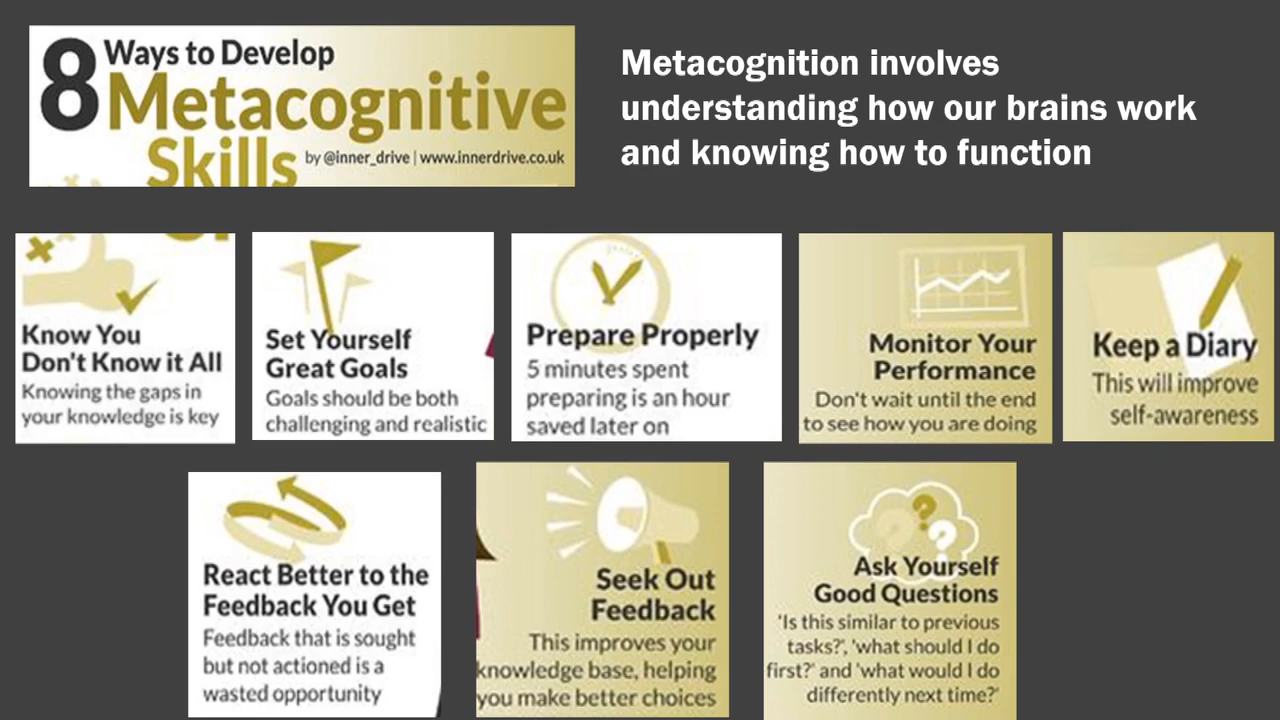 8 Ways to Develop
Metacognitive
Skills by @inner_drive | www.innerdrive.co.uk
Metacognition involves
understanding how our brains work
and knowing how to function
Know You
Don't Know it All
Knowing the gaps in
your knowledge is key
Set Yourself
Great Goals
Goals should be both
challenging and realistic
Prepare Properly
5 minutes spent
preparing is an hour
saved later on
Monitor Your
Performance
Don't wait until the end
to see how you are doing
Keep a Diary
This will improve
self-awareness
React Better to the
Feedback You Get
Feedback that is sought
but not actioned is a
wasted opportunity
Seek Out
Feedback
This improves your
knowledge base, helping
you make better choices
Ask Yourself
Good Questions
'Is this similar to previous
tasks?', 'what should I do
first?' and 'what would I do
differently next time?'